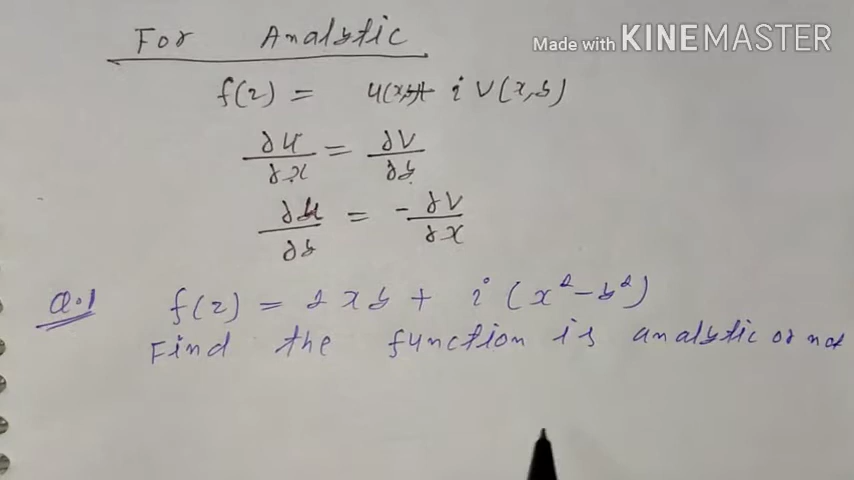 For Analytic
Made with KINEMASTER
f(z) = u(x,y)+ i V(x,y)
∂u/∂x = ∂V/∂y
∂u/∂y = -∂V/∂x
Q.1 f(z) = 2xy + i (x² - y²)
Find the function is analytic or not